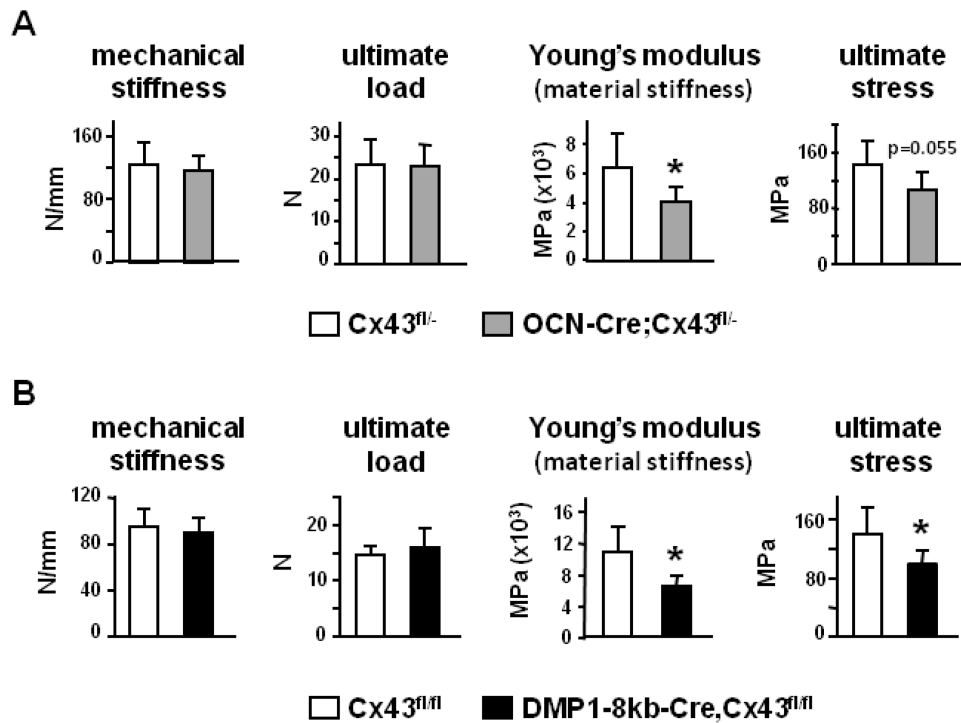 A
mechanical stiffness
ultimate load
Young's modulus (material stiffness)
ultimate stress
N/mm
160
120
80
0
N
30
20
10
0
MPa (x10³)
8
6
4
2
0
*
MPa
160
80
0
p=0.055
Cx43fl/-
OCN-Cre;Cx43fl/-
B
mechanical stiffness
ultimate load
Young's modulus (material stiffness)
ultimate stress
N/mm
120
80
40
0
N
20
10
0
MPa (x10³)
16
12
8
4
0
*
MPa
160
80
0
*
Cx43fl/fl
DMP1-8kb-Cre,Cx43fl/fl